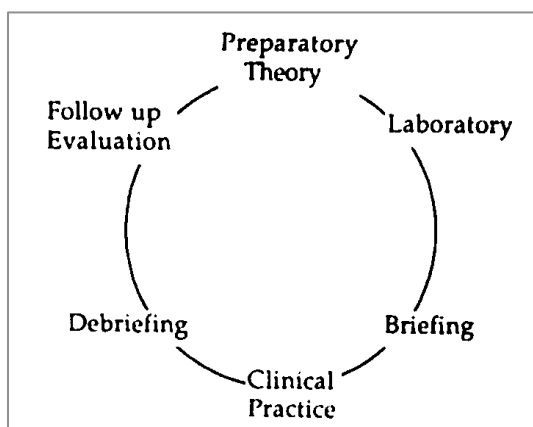 Preparatory
Theory
Laboratory
Briefing
Clinical
Practice
Debriefing
Follow up
Evaluation